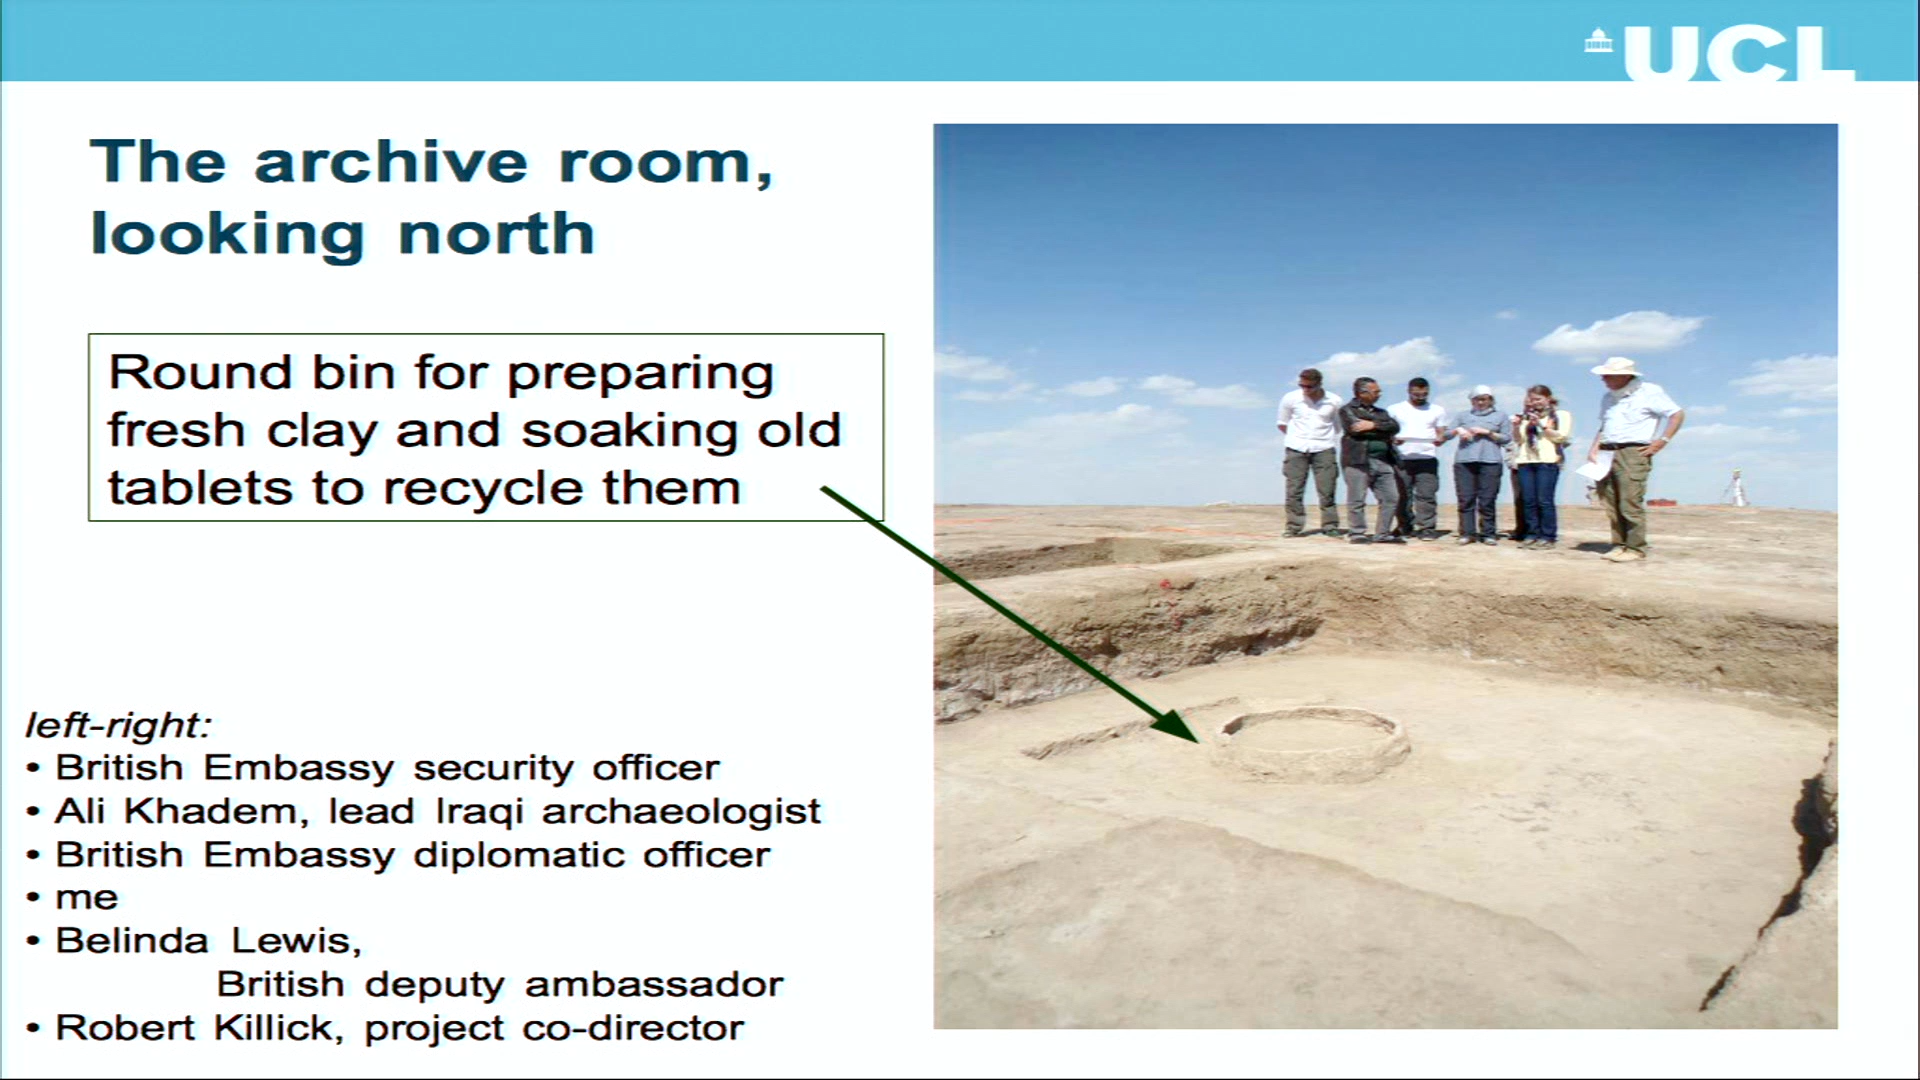 UCL
The archive room,
looking north
Round bin for preparing
fresh clay and soaking old
tablets to recycle them
left-right:
• British Embassy security officer
• Ali Khadem, lead Iraqi archaeologist
• British Embassy diplomatic officer
• me
• Belinda Lewis,
British deputy ambassador
• Robert Killick, project co-director